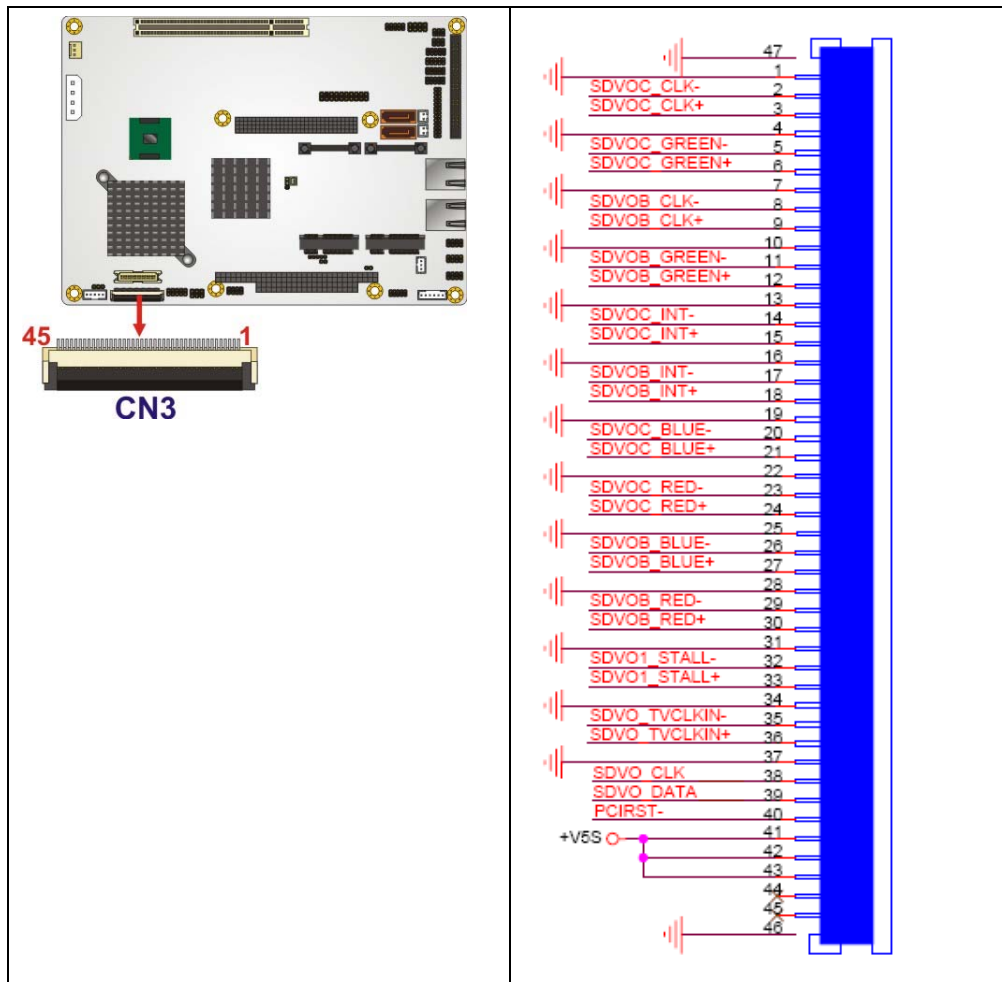 45 1
CN3
47
1
SDVOC_CLK- 2
SDVOC_CLK+ 3
4
SDVOC_GREEN- 5
SDVOC_GREEN+ 6
7
SDVOB_CLK- 8
SDVOB_CLK+ 9
10
SDVOB_GREEN- 11
SDVOB_GREEN+ 12
13
SDVOC_INT- 14
SDVOC_INT+ 15
16
SDVOB_INT- 17
SDVOB_INT+ 18
19
SDVOC_BLUE- 20
SDVOC_BLUE+ 21
22
SDVOC_RED- 23
SDVOC_RED+ 24
25
SDVOB_BLUE- 26
SDVOB_BLUE+ 27
28
SDVOB_RED- 29
SDVOB_RED+ 30
31
SDVO1_STALL- 32
SDVO1_STALL+ 33
34
SDVO_TVCLKIN- 35
SDVO_TVCLKIN+ 36
37
SDVO_CLK 38
SDVO_DATA 39
PCIRST- 40
+V5S 41
42
43
44
45
46